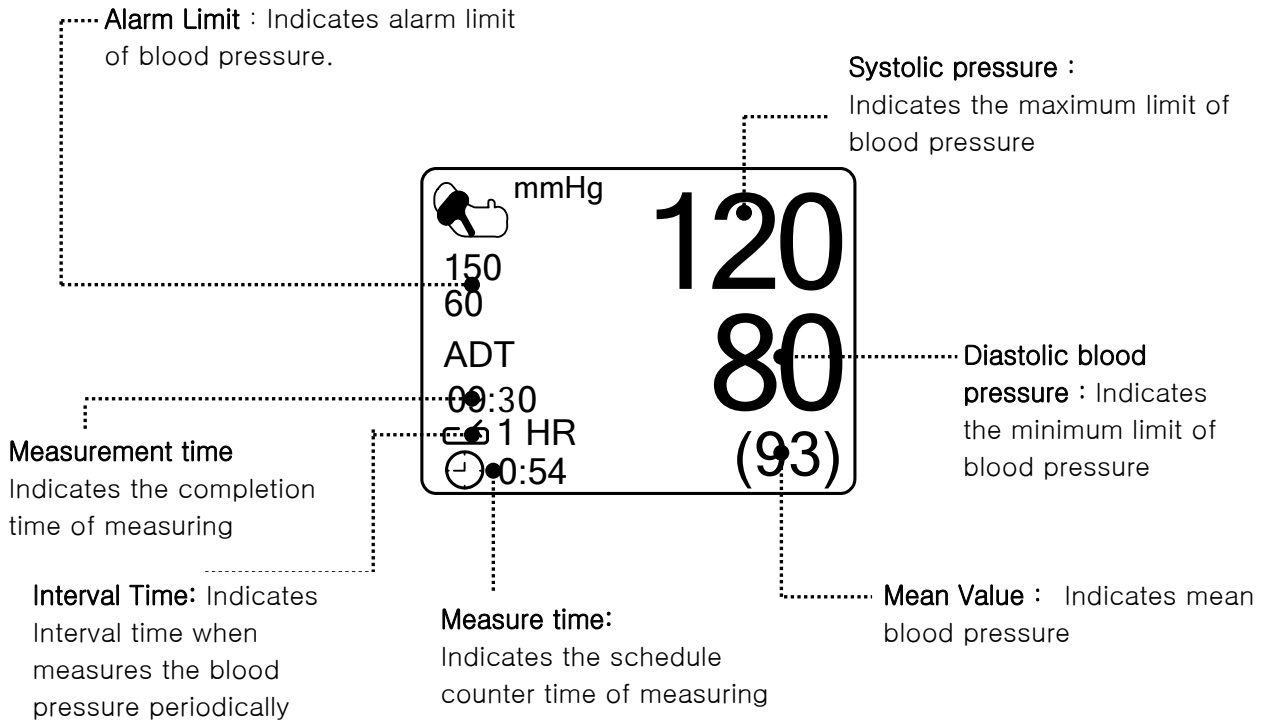 Alarm Limit : Indicates alarm limit
of blood pressure.
Systolic pressure :
Indicates the maximum limit of
blood pressure
mmHg
120
150
60
80
ADT
09:30
1 HR
0:54
(93)
Diastolic blood
pressure : Indicates
the minimum limit of
blood pressure
Measurement time
Indicates the completion
time of measuring
Interval Time: Indicates
Interval time when
measures the blood
pressure periodically
Measure time:
Indicates the schedule
counter time of measuring
Mean Value : Indicates mean
blood pressure